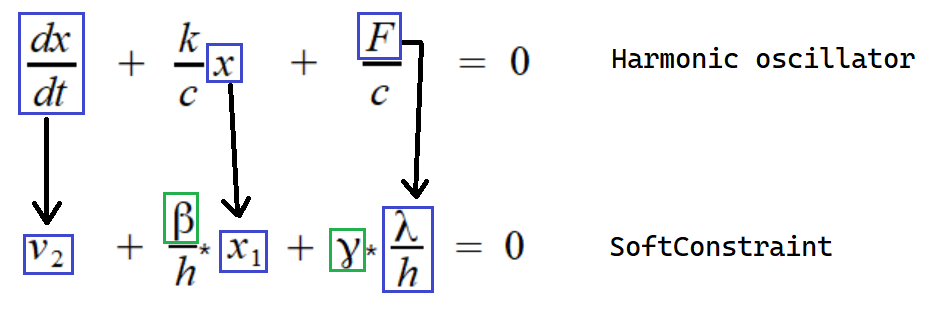 dx/dt + k/c x + F/c = 0 Harmonic oscillator
v₂ + β/h * x₁ + γ * λ/h = 0 SoftConstraint